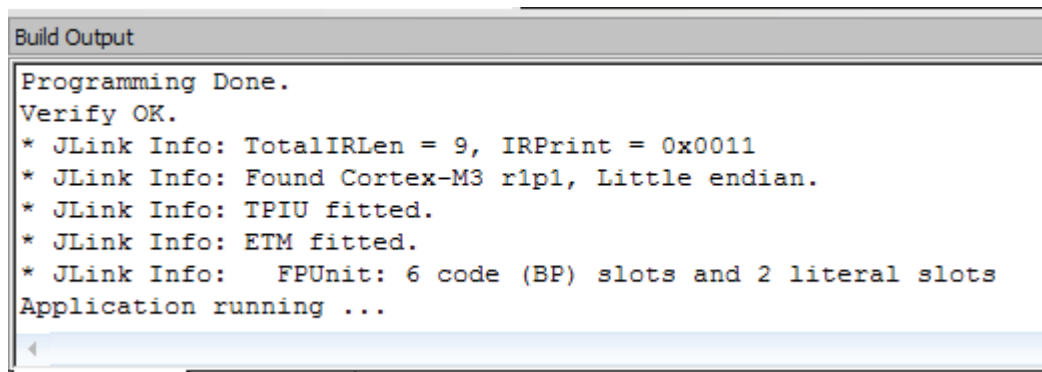 Build Output
Programming Done.
Verify OK.
* JLink Info: TotalIRLen = 9, IRPrint = 0x0011
* JLink Info: Found Cortex-M3 r1p1, Little endian.
* JLink Info: TPIU fitted.
* JLink Info: ETM fitted.
* JLink Info:   FPUnit: 6 code (BP) slots and 2 literal slots
Application running ...